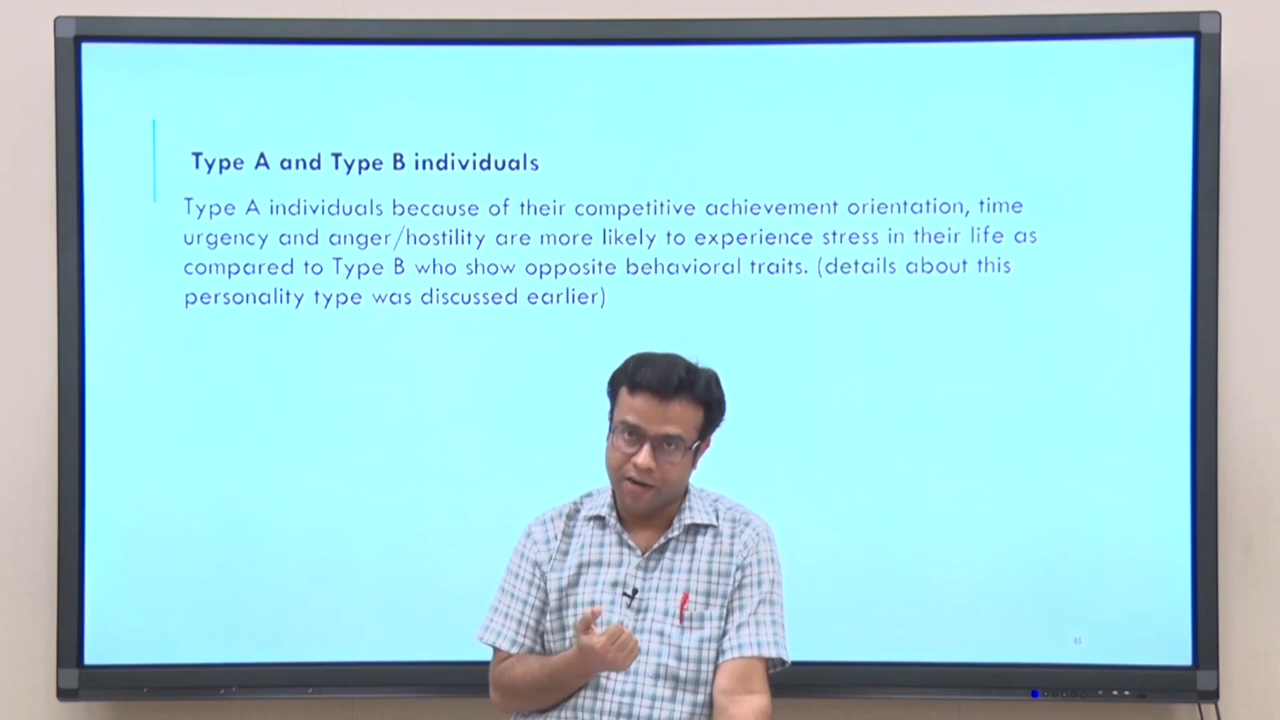 Type A and Type B individuals
Type A individuals because of their competitive achievement orientation, time
urgency and anger/hostility are more likely to experience stress in their life as
compared to Type B who show opposite behavioral traits. (details about this
personality type was discussed earlier)